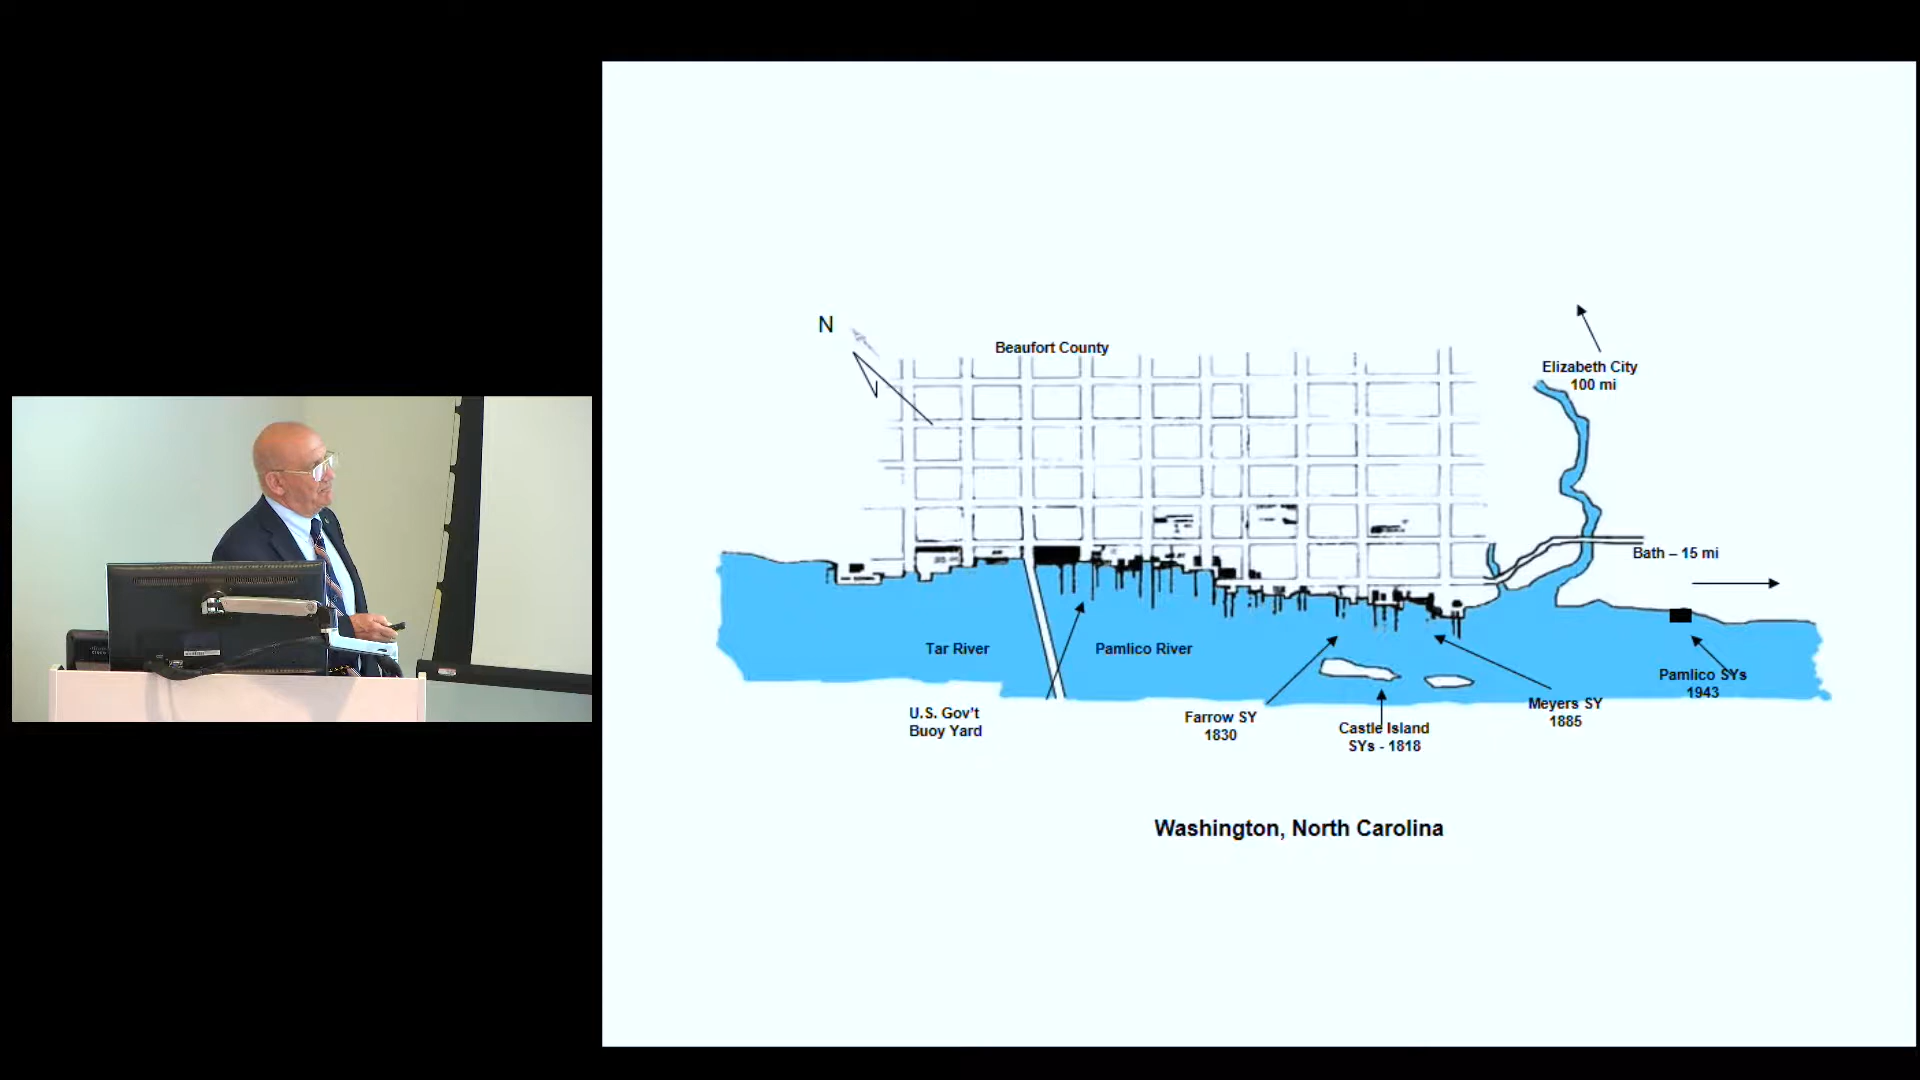 N
Beaufort County
Elizabeth City
100 mi
Bath – 15 mi
Tar River
Pamlico River
Pamlico SYs
1943
U.S. Gov't
Buoy Yard
Farrow SY
1830
Castle Island
SYs - 1818
Meyers SY
1885
Washington, North Carolina